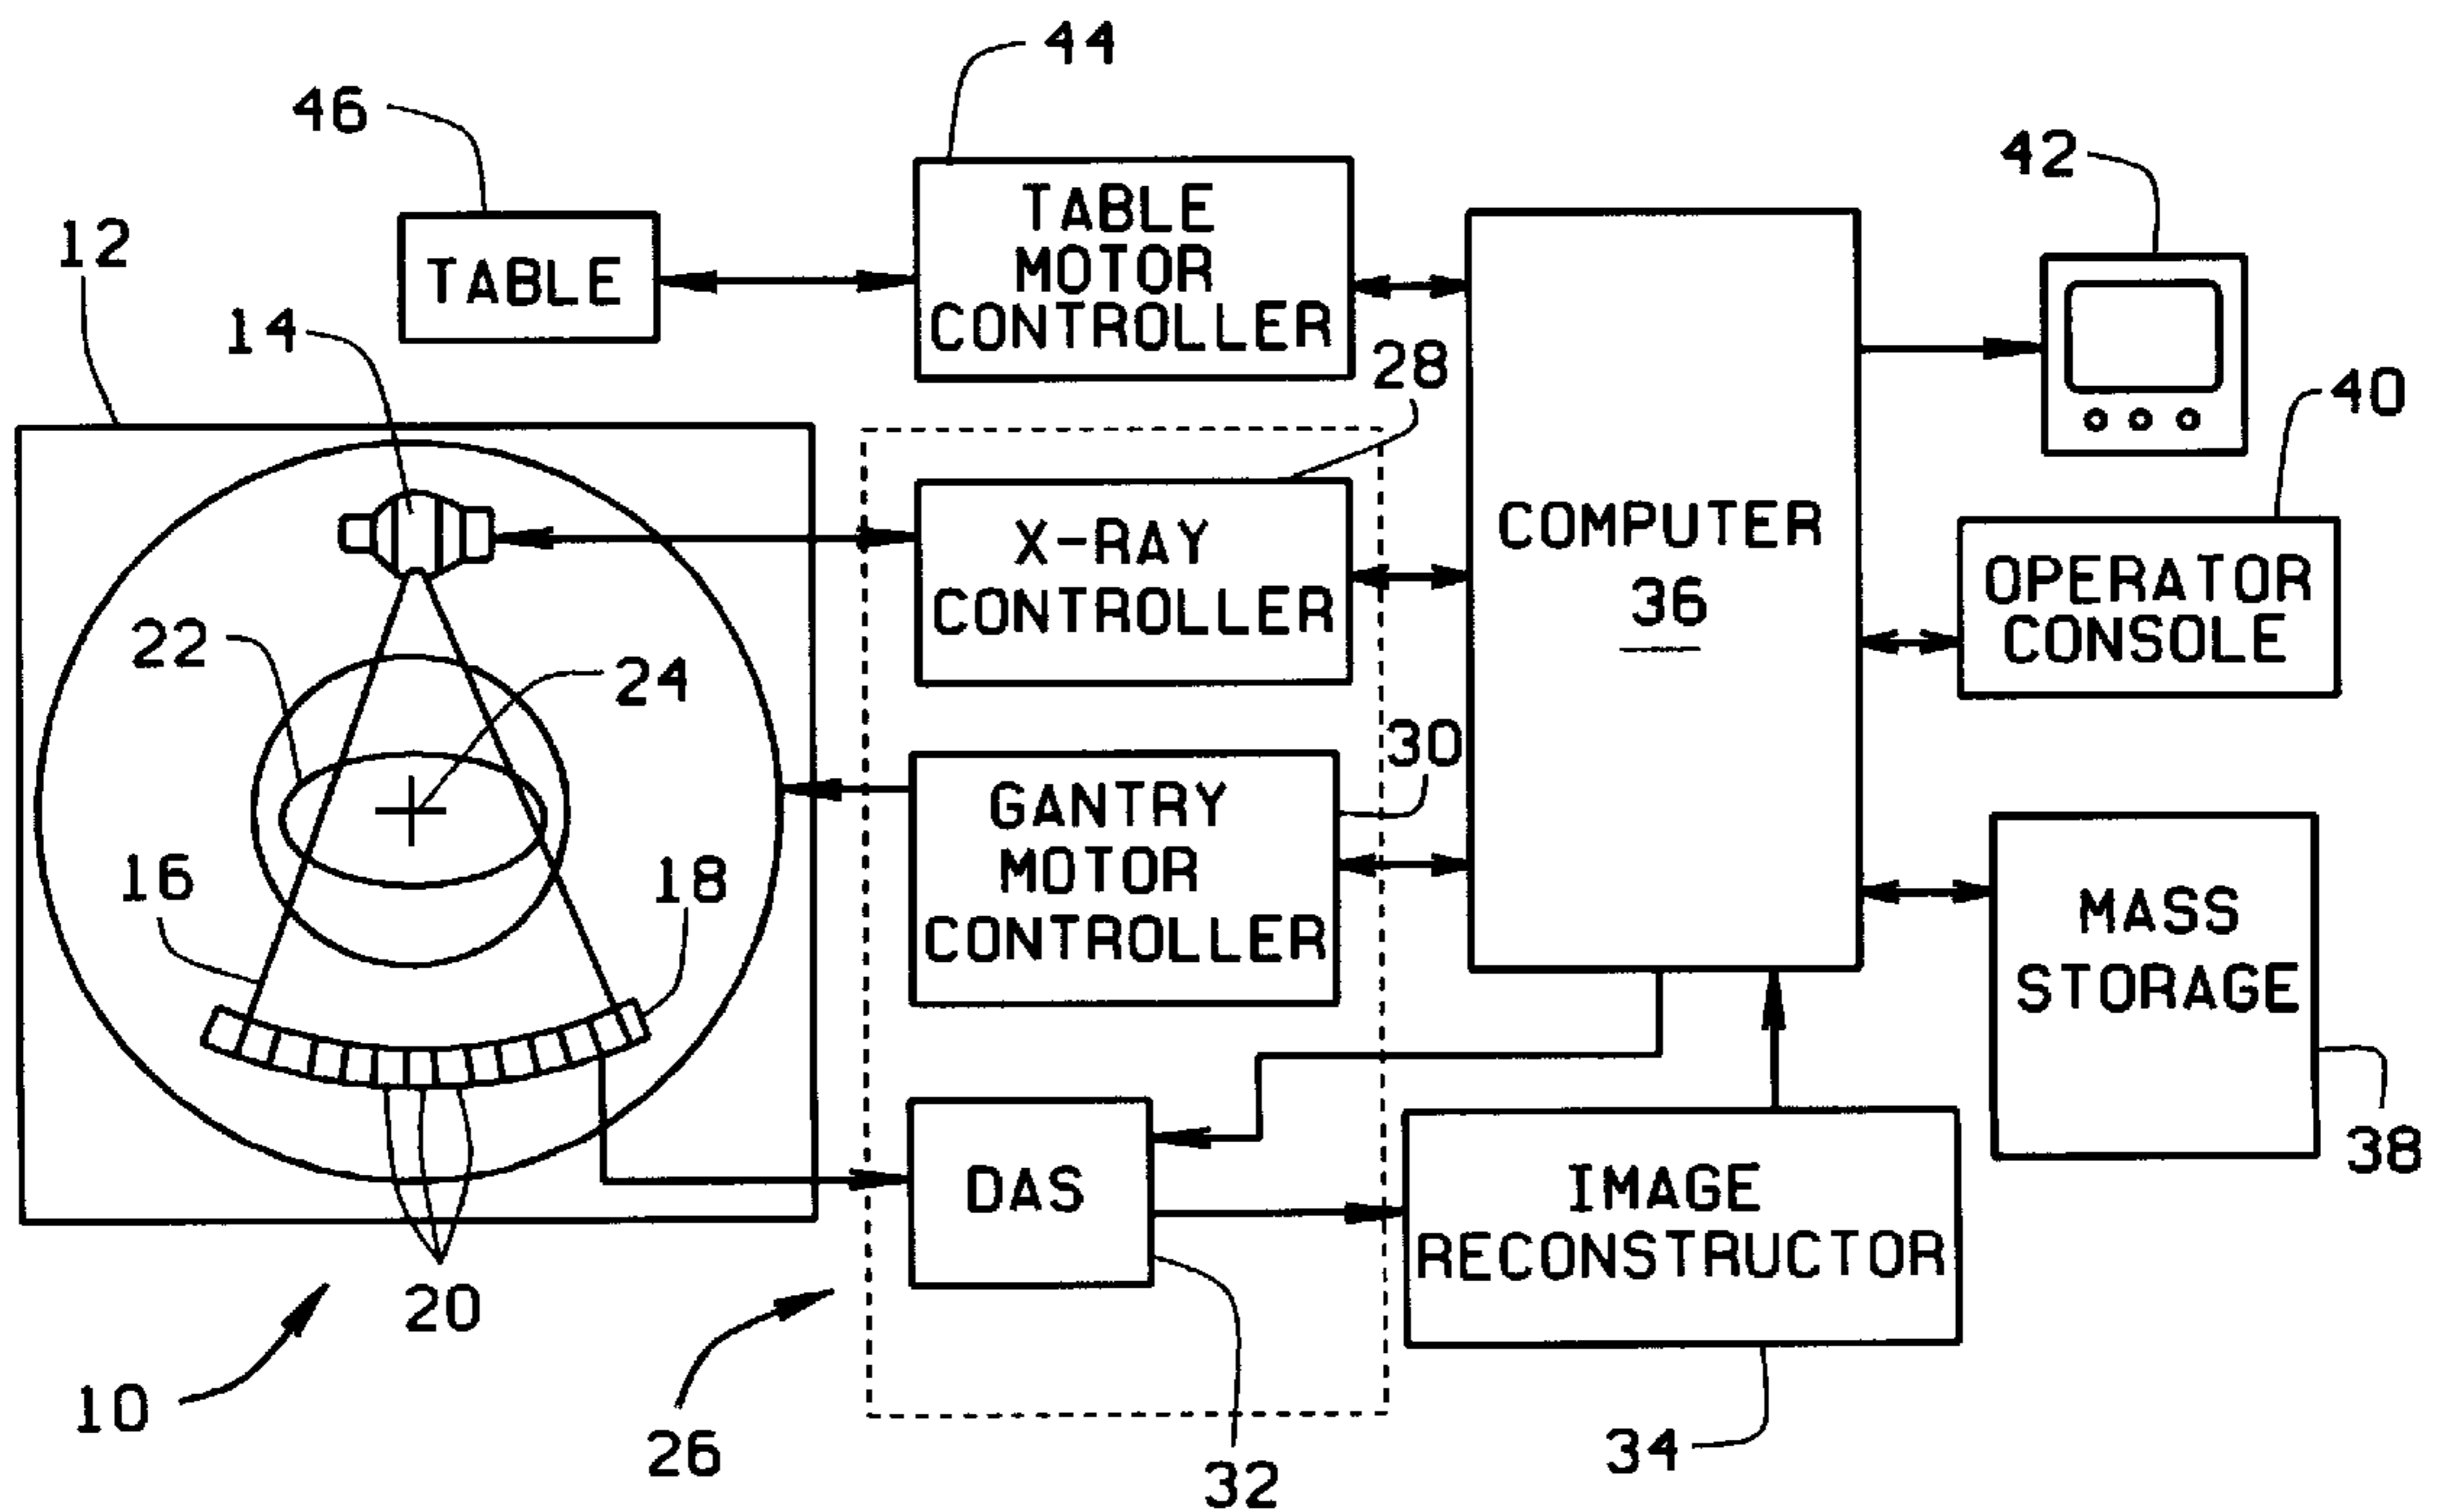 44
46
42
12
TABLE
MOTOR
CONTROLLER
TABLE
14
28
40
COMPUTER
36
X-RAY
CONTROLLER
OPERATOR
CONSOLE
22
24
30
GANTRY
MOTOR
CONTROLLER
16
18
MASS
STORAGE
38
DAS
IMAGE
RECONSTRUCTOR
20
10
26
32
34